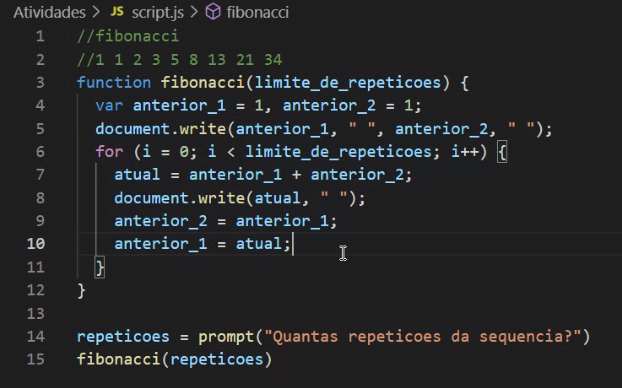 Atividades > JS script.js > fibonacci
1 //fibonacci
2 //1 1 2 3 5 8 13 21 34
3 function fibonacci(limite_de_repeticoes) {
4   var anterior_1 = 1, anterior_2 = 1;
5   document.write(anterior_1, " ", anterior_2, " ");
6   for (i = 0; i < limite_de_repeticoes; i++) {
7     atual = anterior_1 + anterior_2;
8     document.write(atual, " ");
9     anterior_2 = anterior_1;
10     anterior_1 = atual;
11   }
12 }
13
14 repeticoes = prompt("Quantas repeticoes da sequencia?")
15 fibonacci(repeticoes)